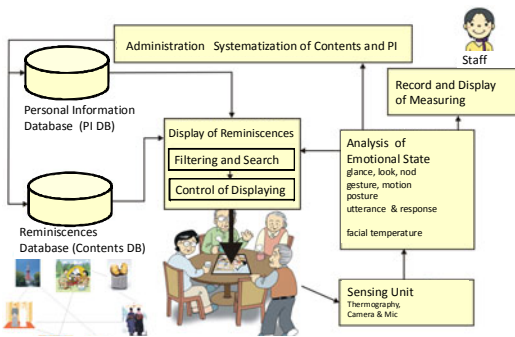 Administration Systematization of Contents and PI
Staff
Record and Display
of Measuring
Personal Information
Database (PI DB)
Display of Reminiscences
Filtering and Search
Control of Displaying
Analysis of
Emotional State
glance, look, nod
gesture, motion
posture
utterance & response
facial temperature
Reminiscences
Database (Contents DB)
Sensing Unit
Thermography,
Camera & Mic